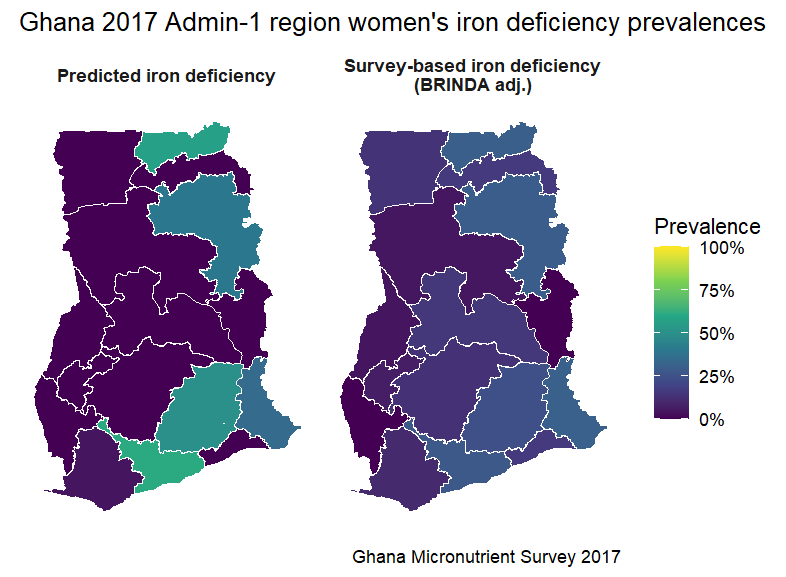 Ghana 2017 Admin-1 region women's iron deficiency prevalences
Predicted iron deficiency
Survey-based iron deficiency
(BRINDA adj.)
Prevalence
100%
75%
50%
25%
0%
Ghana Micronutrient Survey 2017